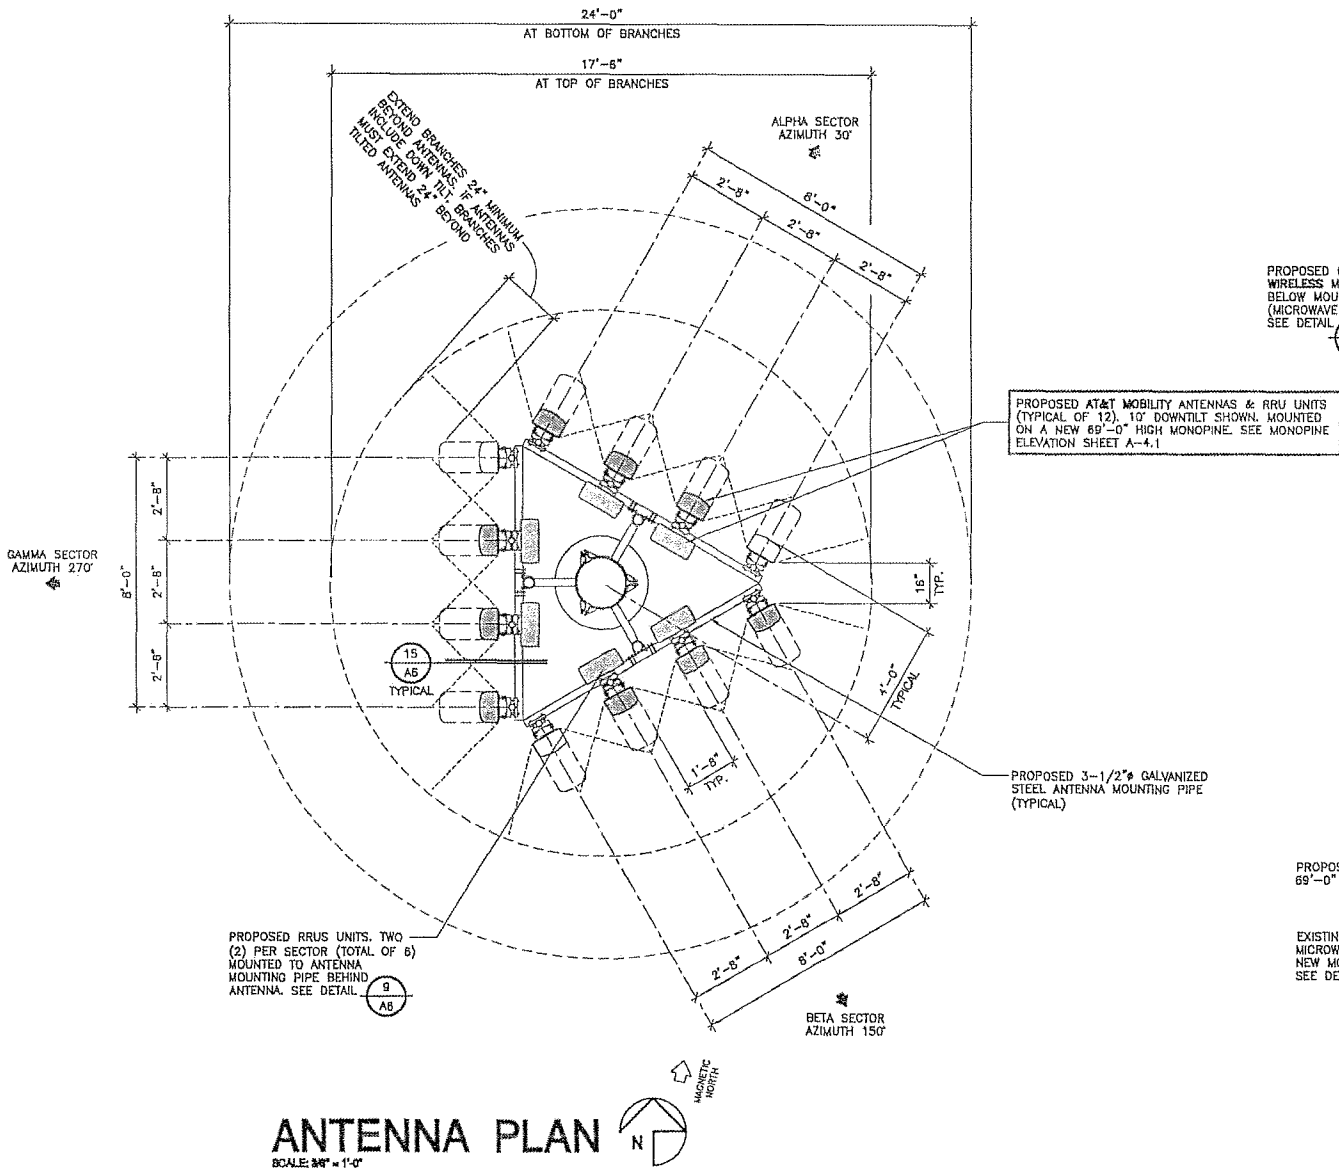 24'-0"
AT BOTTOM OF BRANCHES
17'-6"
AT TOP OF BRANCHES
EXTEND BRANCHES 24" MINIMUM
BEYOND ANTENNAS. IF ANTENNAS
INCLUDE DOWN TILT, BRANCHES
MUST EXTEND 24" BEYOND
TILTED ANTENNAS
ALPHA SECTOR
AZIMUTH 30°
8'-0"
2'-8"
2'-8"
2'-8"
PROPOSED
WIRELESS M
BELOW MOU
(MICROWAVE
SEE DETAIL
PROPOSED AT&T MOBILITY ANTENNAS & RRU UNITS
(TYPICAL OF 12). 10° DOWNTILT SHOWN. MOUNTED
ON A NEW 69'-0" HIGH MONOPINE. SEE MONOPINE
ELEVATION SHEET A-4.1
GAMMA SECTOR
AZIMUTH 270°
8'-0"
2'-8"
2'-8"
2'-8"
16"
TYP.
15
A6
TYPICAL
4'-0"
TYPICAL
1'-8"
TYP.
PROPOSED 3-1/2"ø GALVANIZED
STEEL ANTENNA MOUNTING PIPE
(TYPICAL)
PROPOS
69'-0"
2'-8"
2'-8"
2'-8"
8'-0"
PROPOSED RRUS UNITS. TWO
(2) PER SECTOR (TOTAL OF 6)
MOUNTED TO ANTENNA
MOUNTING PIPE BEHIND
ANTENNA. SEE DETAIL
9
A6
EXISTIN
MICROW
NEW MO
SEE DE
BETA SECTOR
AZIMUTH 150°
MAGNETIC
NORTH
N
ANTENNA PLAN
SCALE: 3/8" = 1'-0"